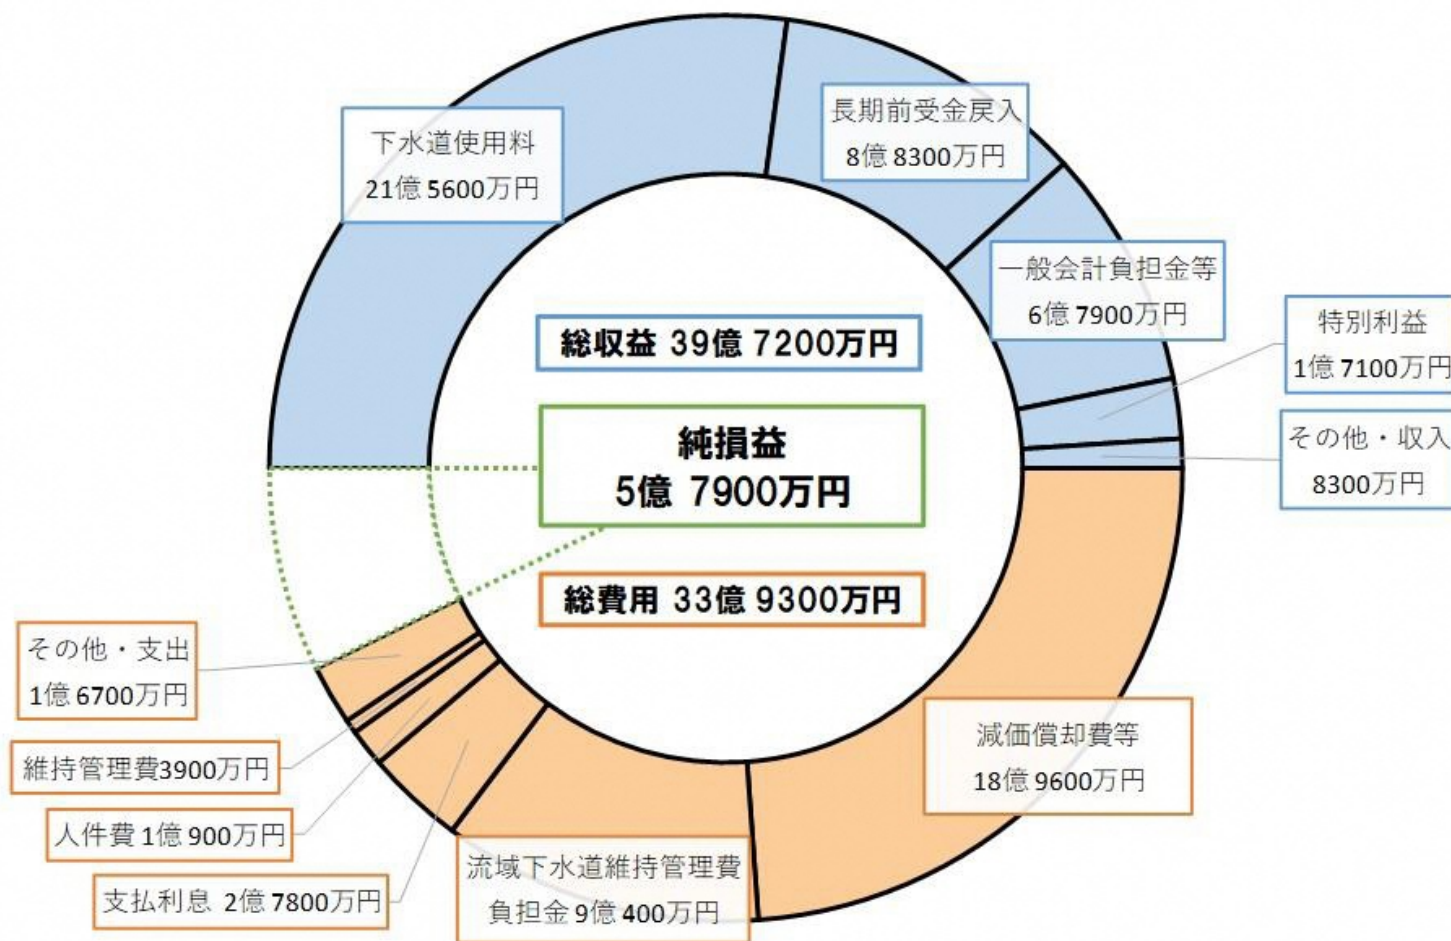 下水道使用料
21億 5600万円
長期前受金戻入
8億 8300万円
一般会計負担金等
6億 7900万円
特別利益
1億 7100万円
その他・収入
8300万円
総収益 39億 7200万円
純損益
5億 7900万円
総費用 33億 9300万円
その他・支出
1億 6700万円
維持管理費3900万円
人件費 1億 900万円
支払利息 2億 7800万円
流域下水道維持管理費
負担金 9億 400万円
減価償却費等
18億 9600万円